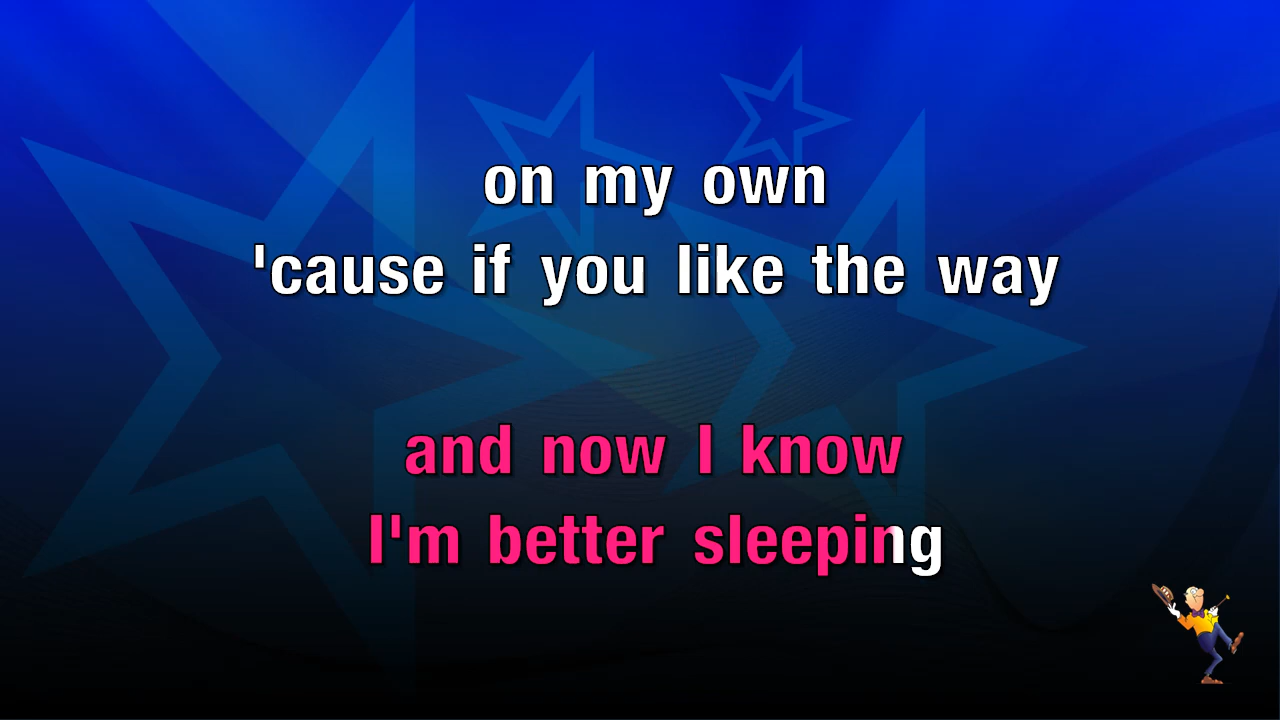 on my own
'cause if you like the way
and now I know
I'm better sleeping